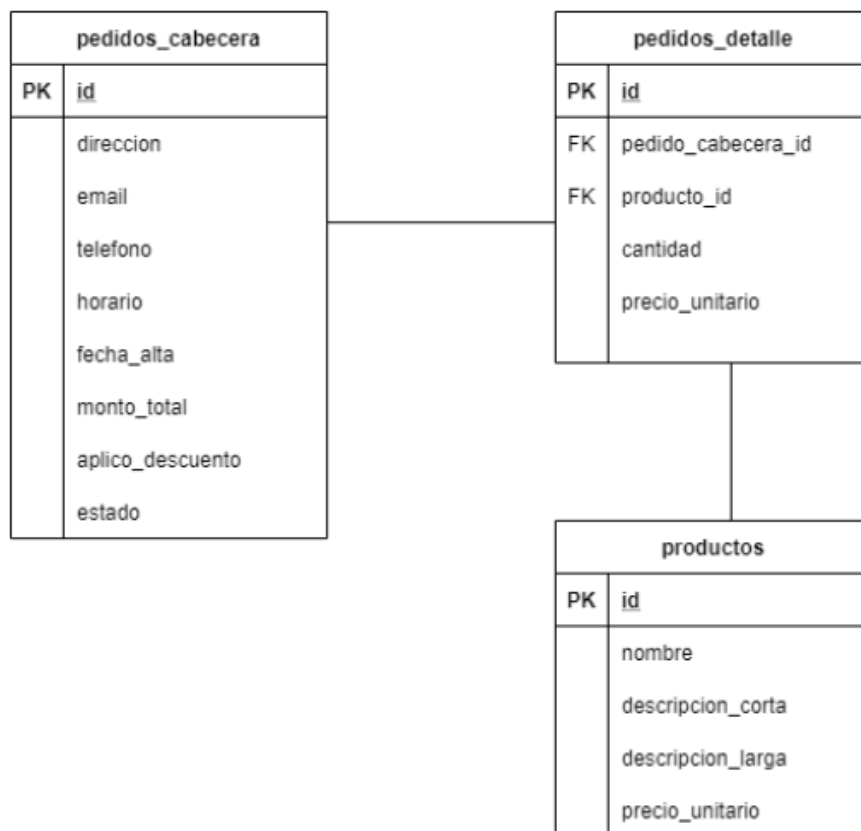 pedidos_cabecera
PK id
direccion
email
telefono
horario
fecha_alta
monto_total
aplico_descuento
estado
pedidos_detalle
PK id
FK pedido_cabecera_id
FK producto_id
cantidad
precio_unitario
productos
PK id
nombre
descripcion_corta
descripcion_larga
precio_unitario